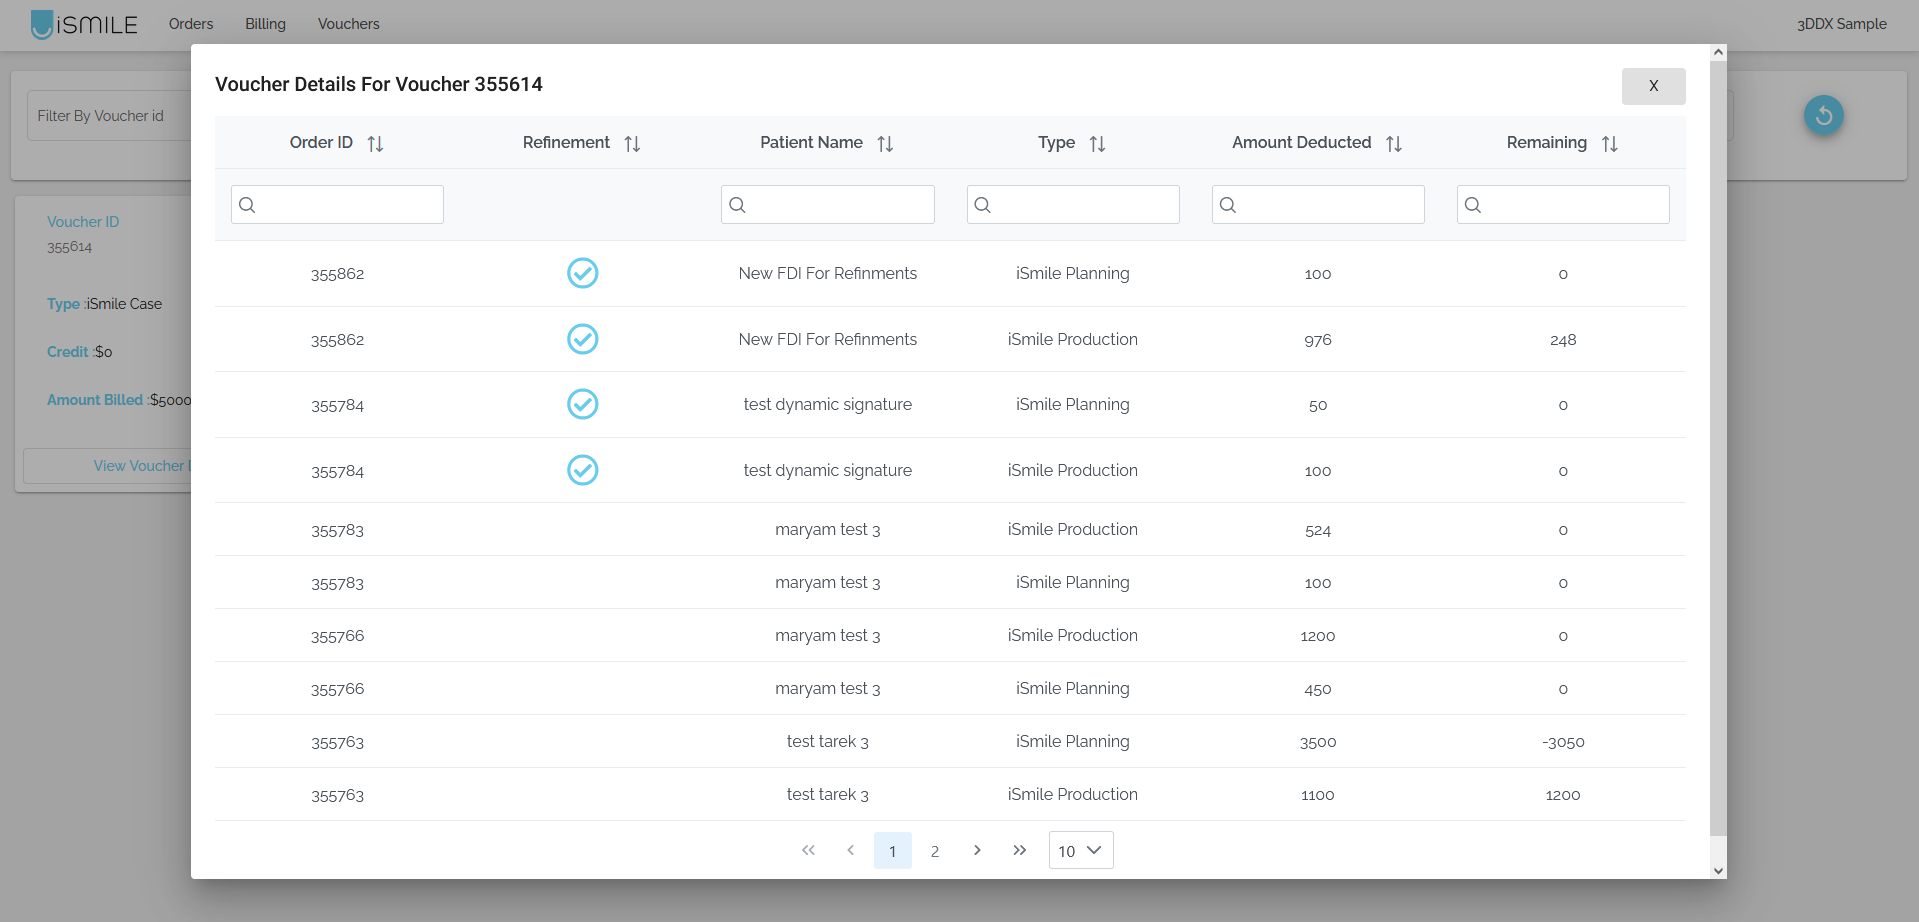 iSMILE Orders Billing Vouchers 3DDX Sample
Voucher Details For Voucher 355614 X
Filter By Voucher id
Order ID Refinement Patient Name Type Amount Deducted Remaining
Voucher ID
355614
Type :iSmile Case
Credit :$0
Amount Billed :$5000
View Voucher
355862 New FDI For Refinments iSmile Planning 100 0
355862 New FDI For Refinments iSmile Production 976 248
355784 test dynamic signature iSmile Planning 50 0
355784 test dynamic signature iSmile Production 100 0
355783 maryam test 3 iSmile Production 524 0
355783 maryam test 3 iSmile Planning 100 0
355766 maryam test 3 iSmile Production 1200 0
355766 maryam test 3 iSmile Planning 450 0
355763 test tarek 3 iSmile Planning 3500 -3050
355763 test tarek 3 iSmile Production 1100 1200
« ‹ 1 2 › » 10